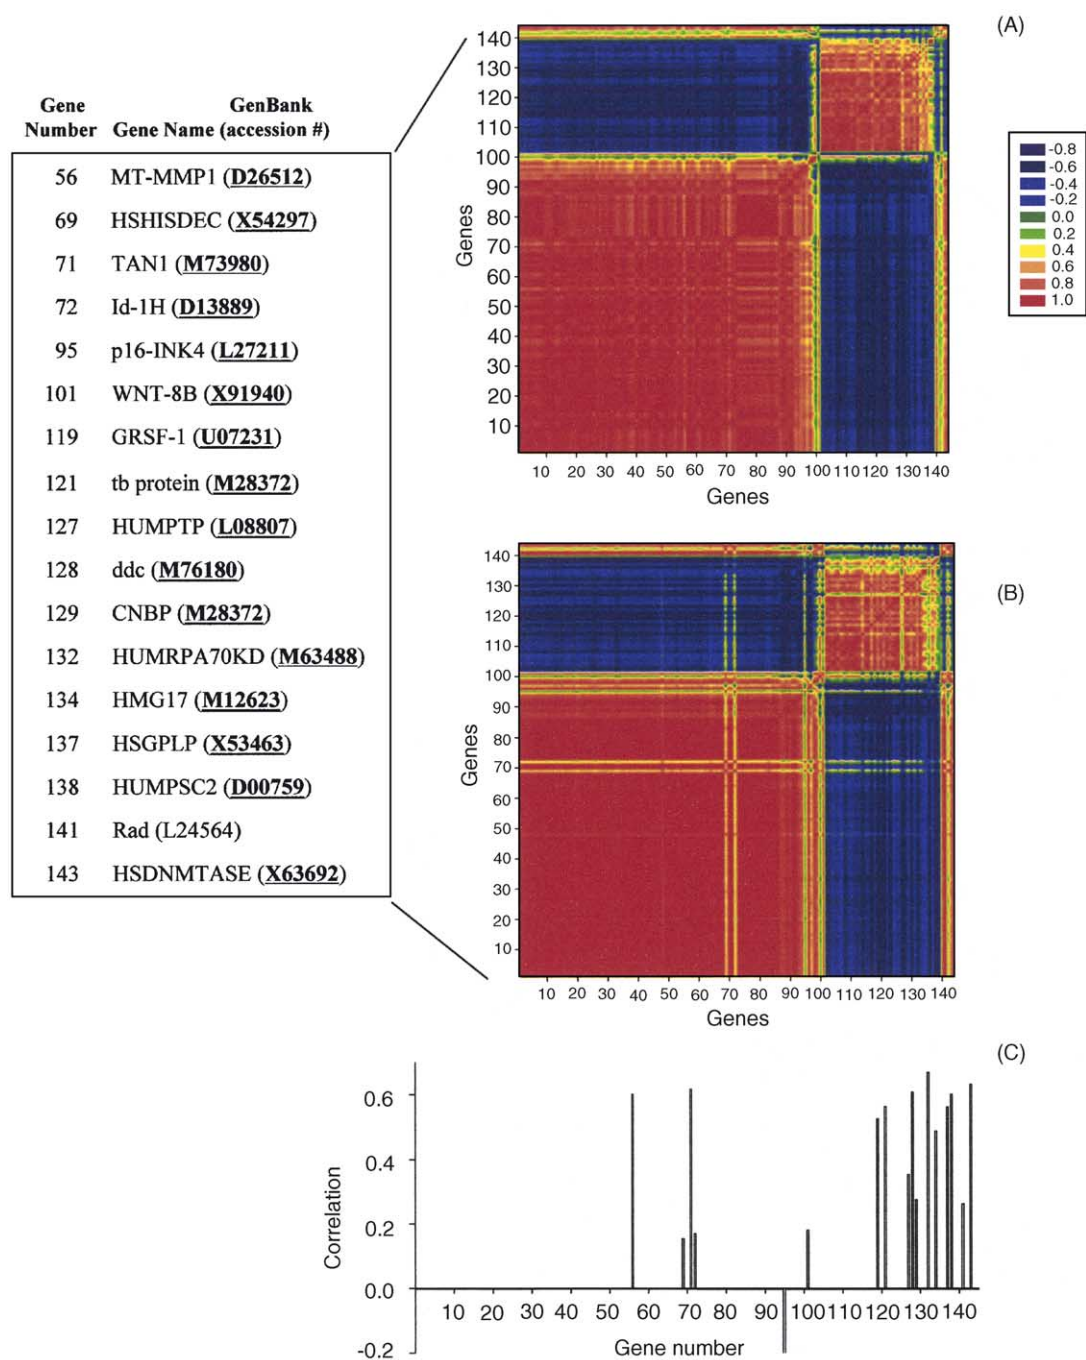 Gene Number Gene Name GenBank (accession #)
56 MT-MMP1 (D26512)
69 HSHISDEC (X54297)
71 TAN1 (M73980)
72 Id-1H (D13889)
95 p16-INK4 (L27211)
101 WNT-8B (X91940)
119 GRSF-1 (U07231)
121 tb protein (M28372)
127 HUMPTP (L08807)
128 ddc (M76180)
129 CNBP (M28372)
132 HUMRPA70KD (M63488)
134 HMG17 (M12623)
137 HSGPLP (X53463)
138 HUMPSC2 (D00759)
141 Rad (L24564)
143 HSDNMTASE (X63692)
(A)
Genes
140
130
120
110
100
90
80
70
60
50
40
30
20
10
10 20 30 40 50 60 70 80 90 100 110 120 130 140
Genes
-0.8
-0.6
-0.4
-0.2
0.0
0.2
0.4
0.6
0.8
1.0
(B)
Genes
140
130
120
110
100
90
80
70
60
50
40
30
20
10
10 20 30 40 50 60 70 80 90 100 110 120 130 140
Genes
(C)
Correlation
0.6
0.4
0.2
0.0
-0.2
10 20 30 40 50 60 70 80 90 100 110 120 130 140
Gene number